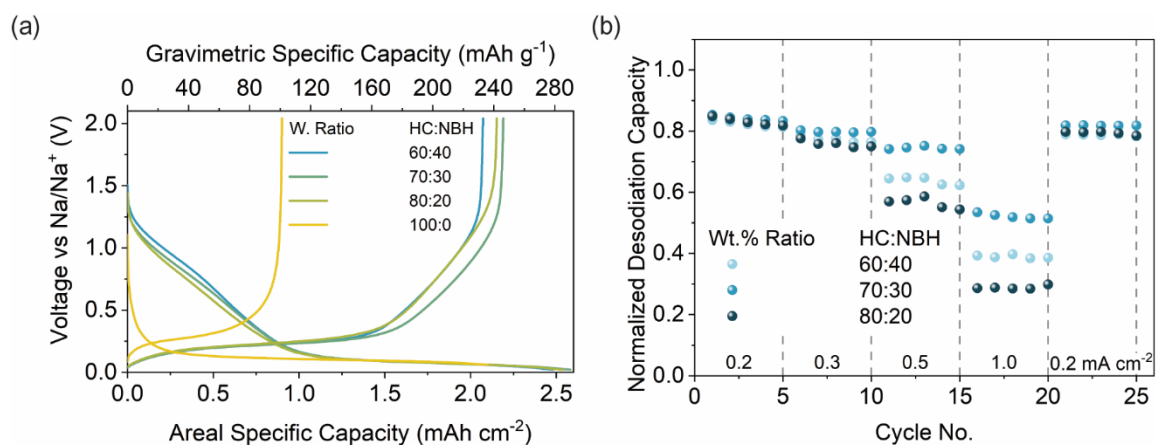 (a)
Gravimetric Specific Capacity (mAh g⁻¹)
0 40 80 120 160 200 240 280
Voltage vs Na/Na⁺ (V)
2.0
1.5
1.0
0.5
0.0
W. Ratio HC:NBH
60:40
70:30
80:20
100:0
0.0 0.5 1.0 1.5 2.0 2.5
Areal Specific Capacity (mAh cm⁻²)
(b)
Normalized Desodiation Capacity
1.0
0.8
0.6
0.4
0.2
0.0
Wt.% Ratio HC:NBH
60:40
70:30
80:20
0.2 0.3 0.5 1.0 0.2 mA cm⁻²
0 5 10 15 20 25
Cycle No.